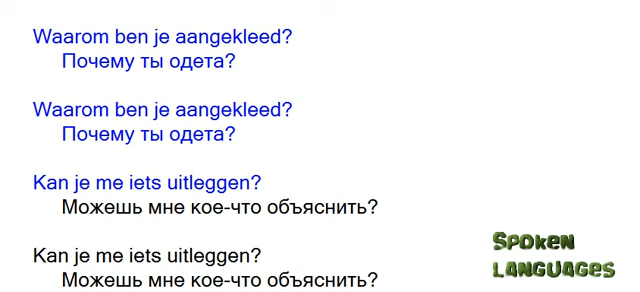 Waarom ben je aangekleed?
Почему ты одета?
Waarom ben je aangekleed?
Почему ты одета?
Kan je me iets uitleggen?
Можешь мне кое-что объяснить?
Kan je me iets uitleggen?
Можешь мне кое-что объяснить?
Spoken
Languages